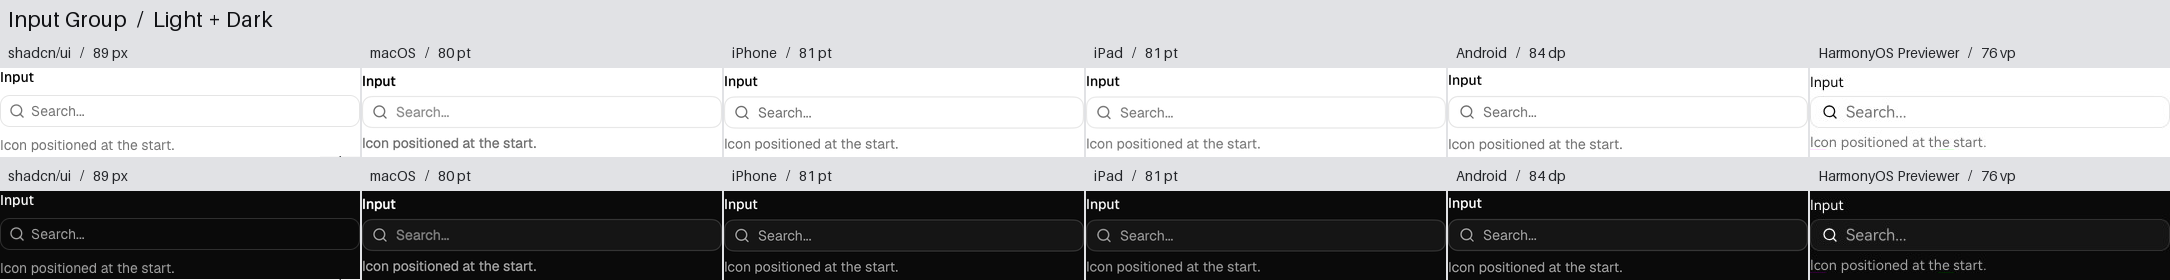 Input Group / Light + Dark
shadcn/ui / 89 px
macOS / 80 pt
iPhone / 81 pt
iPad / 81 pt
Android / 84 dp
HarmonyOS Previewer / 76 vp
Input
Input
Input
Input
Input
Input
Search...
Search...
Search...
Search...
Search...
Search...
Icon positioned at the start.
Icon positioned at the start.
Icon positioned at the start.
Icon positioned at the start.
Icon positioned at the start.
Icon positioned at the start.
shadcn/ui / 89 px
macOS / 80 pt
iPhone / 81 pt
iPad / 81 pt
Android / 84 dp
HarmonyOS Previewer / 76 vp
Input
Input
Input
Input
Input
Input
Search...
Search...
Search...
Search...
Search...
Search...
Icon positioned at the start.
Icon positioned at the start.
Icon positioned at the start.
Icon positioned at the start.
Icon positioned at the start.
Icon positioned at the start.